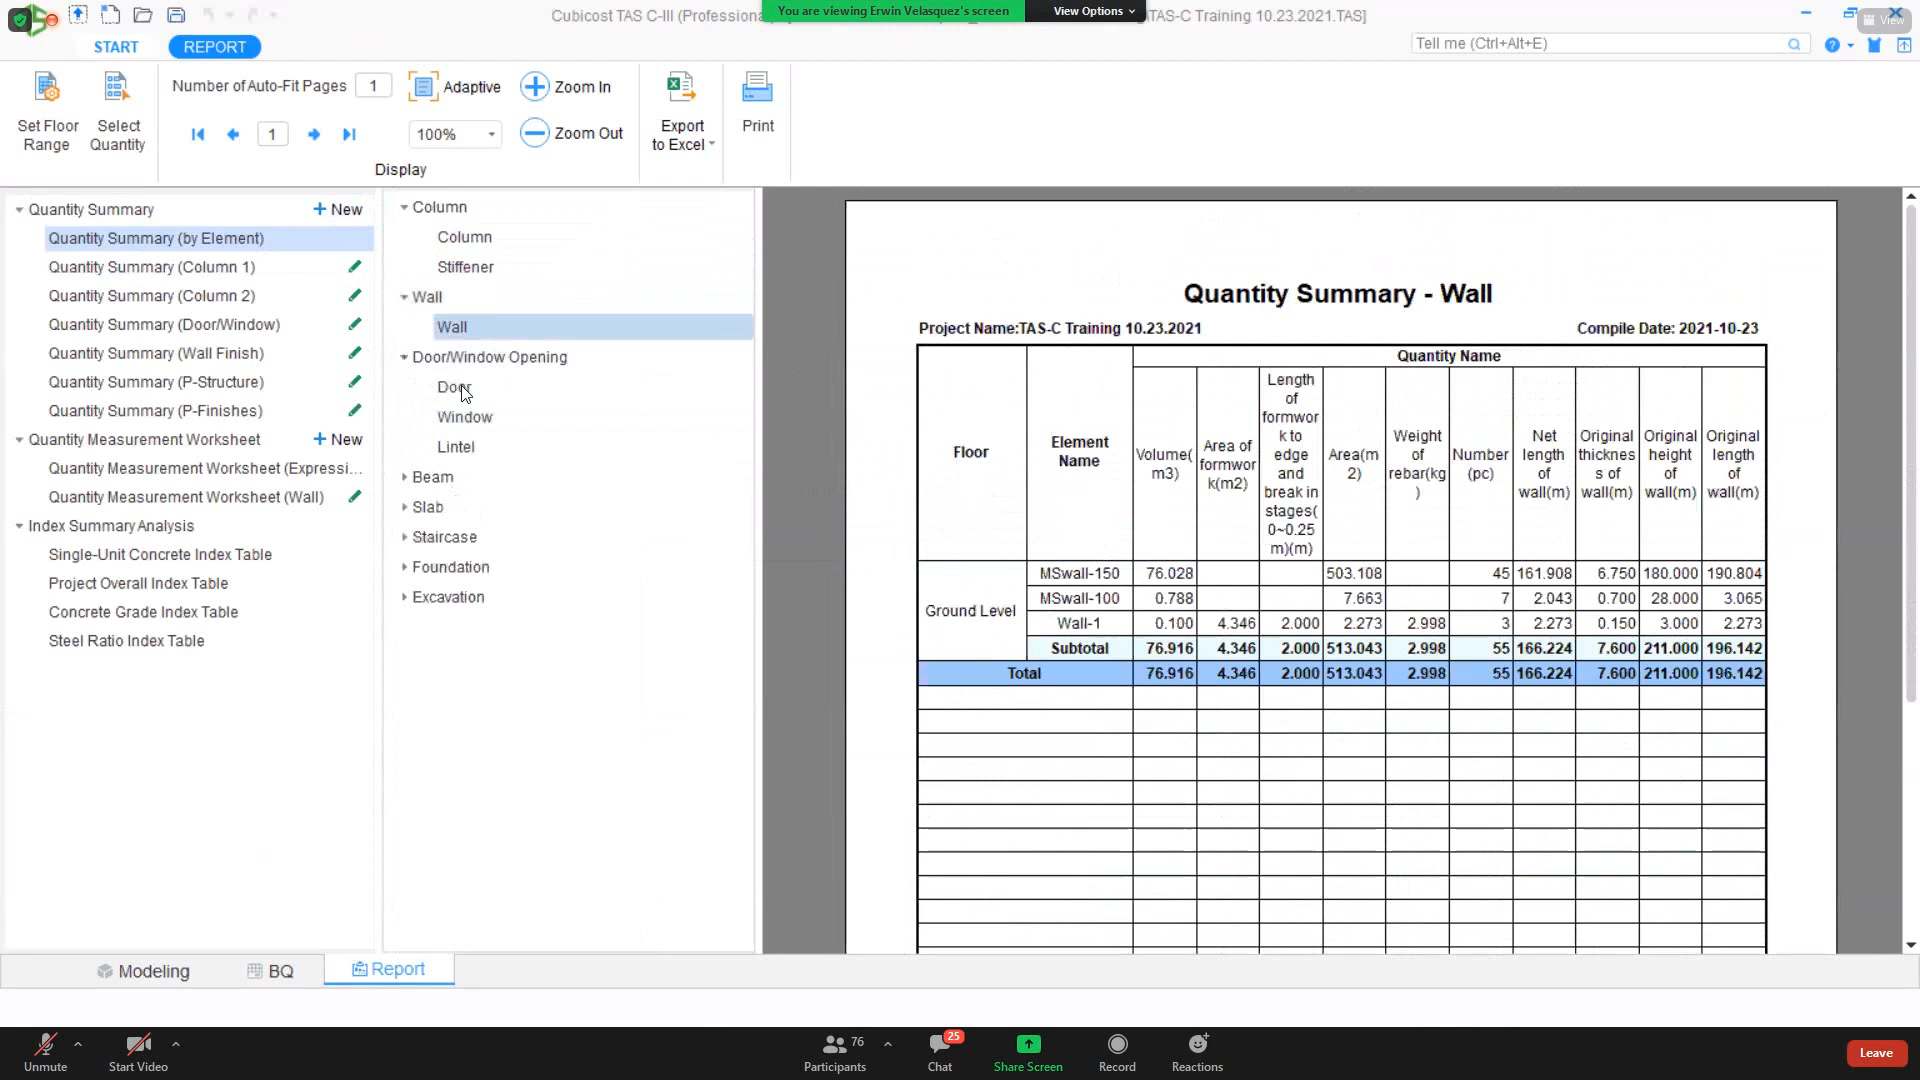 Cubicost TAS C-III (Professiona
You are viewing Erwin Velasquez's screen
View Options
TAS-C Training 10.23.2021.TAS]
View
START
REPORT
Tell me (Ctrl+Alt+E)
Set Floor
Range
Select
Quantity
Number of Auto-Fit Pages
1
Adaptive
Zoom In
1
100%
Zoom Out
Display
Export
to Excel
Print
Quantity Summary
New
Quantity Summary (by Element)
Quantity Summary (Column 1)
Quantity Summary (Column 2)
Quantity Summary (Door/Window)
Quantity Summary (Wall Finish)
Quantity Summary (P-Structure)
Quantity Summary (P-Finishes)
Quantity Measurement Worksheet
New
Quantity Measurement Worksheet (Expressi...
Quantity Measurement Worksheet (Wall)
Index Summary Analysis
Single-Unit Concrete Index Table
Project Overall Index Table
Concrete Grade Index Table
Steel Ratio Index Table
Column
Column
Stiffener
Wall
Wall
Door/Window Opening
Door
Window
Lintel
Beam
Slab
Staircase
Foundation
Excavation
Quantity Summary - Wall
Project Name:TAS-C Training 10.23.2021
Compile Date: 2021-10-23
Floor
Element
Name
Quantity Name
Volume(
m3)
Area of
formwor
k(m2)
Length
of
formwor
k to
edge
and
break in
stages(
0~0.25
m)(m)
Area(m
2)
Weight
of
rebar(kg
)
Number
(pc)
Net
length
of
wall(m)
Original
thicknes
s of
wall(m)
Original
height
of
wall(m)
Original
length
of
wall(m)
Ground Level
MSwall-150 76.028 503.108 45 161.908 6.750 180.000 190.804
MSwall-100 0.788 7.663 7 2.043 0.700 28.000 3.065
Wall-1 0.100 4.346 2.000 2.273 2.998 3 2.273 0.150 3.000 2.273
Subtotal 76.916 4.346 2.000 513.043 2.998 55 166.224 7.600 211.000 196.142
Total 76.916 4.346 2.000 513.043 2.998 55 166.224 7.600 211.000 196.142
Modeling
BQ
Report
Unmute
Start Video
76
Participants
25
Chat
Share Screen
Record
Reactions
Leave